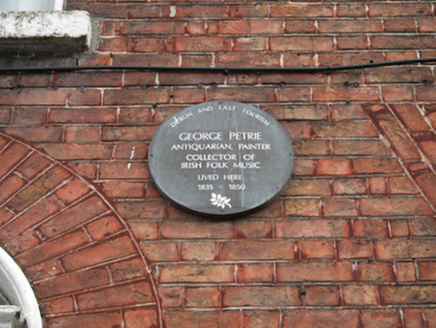 DUBLIN AND EAST TOURISM
GEORGE PETRIE
ANTIQUARIAN, PAINTER
COLLECTOR OF
IRISH FOLK MUSIC
LIVED HERE
1835 - 1850